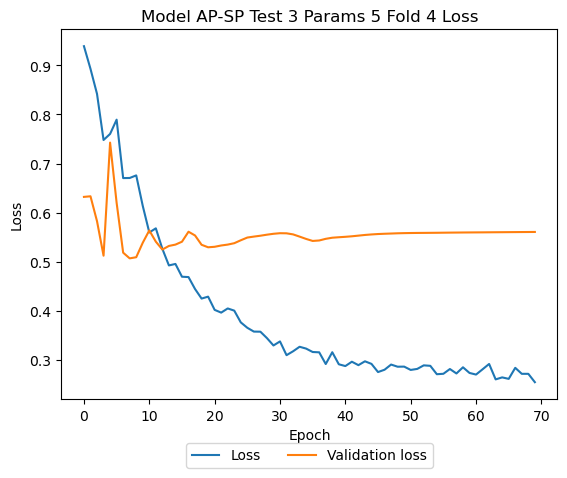 Model AP-SP Test 3 Params 5 Fold 4 Loss
0.9
0.8
0.7
0.6
0.5
0.4
0.3
Loss
0 10 20 30 40 50 60 70
Epoch
Loss Validation loss